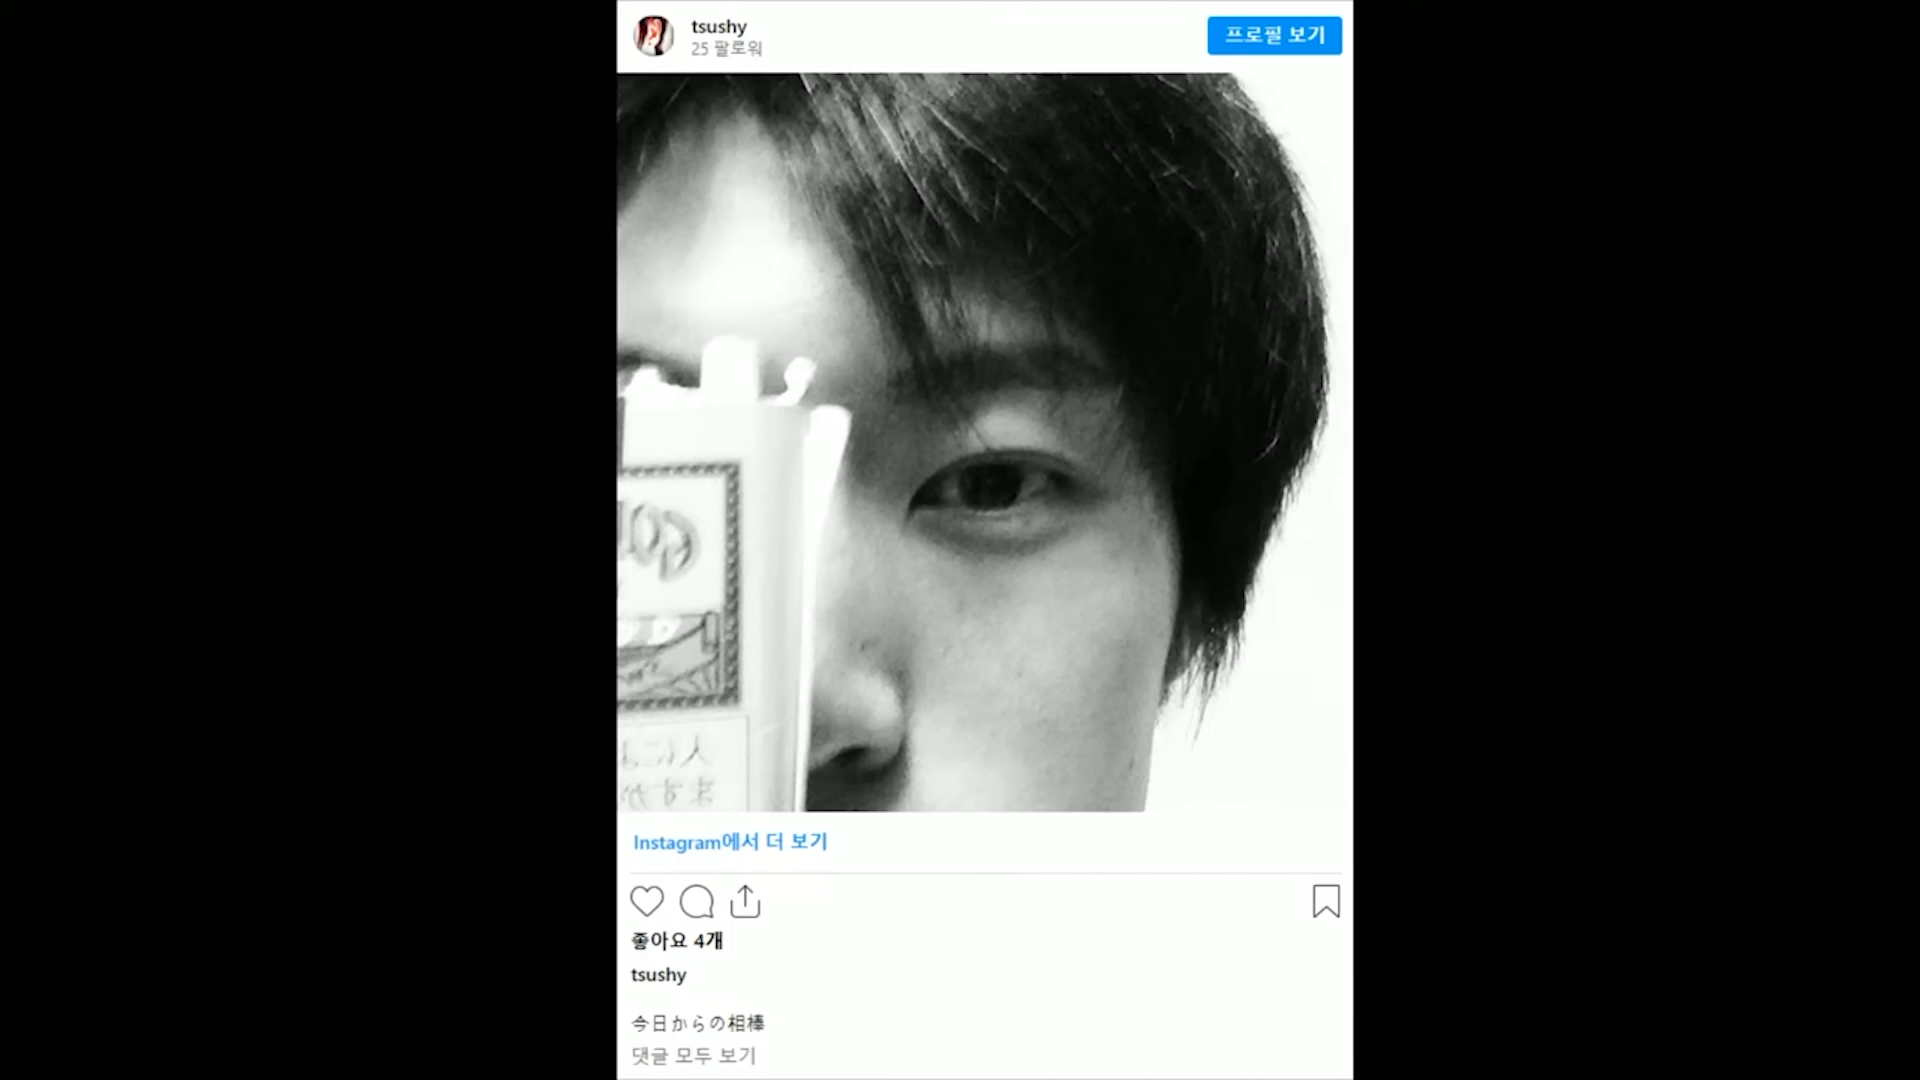 tsushy
25 팔로워
프로필 보기
Instagram에서 더 보기
좋아요 4개
tsushy
今日からの相棒
댓글 모두 보기